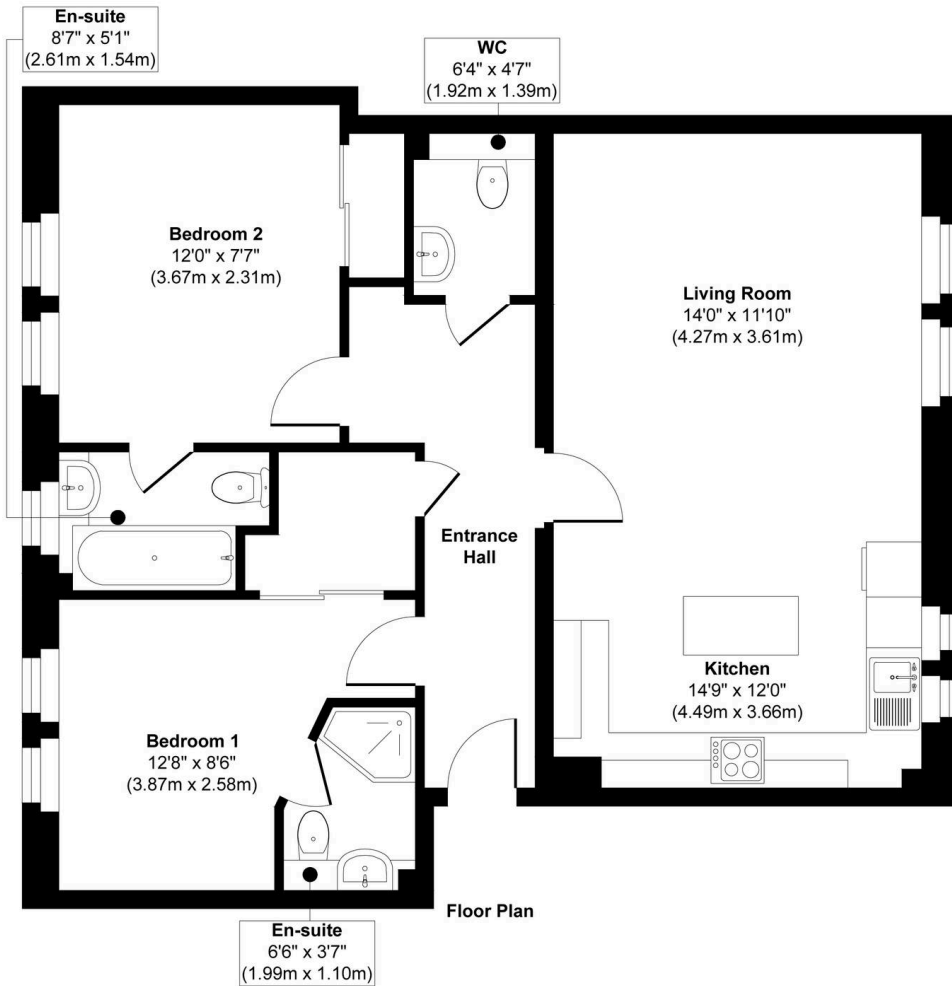 En-suite
8'7" x 5'1"
(2.61m x 1.54m)
WC
6'4" x 4'7"
(1.92m x 1.39m)
Bedroom 2
12'0" x 7'7"
(3.67m x 2.31m)
Living Room
14'0" x 11'10"
(4.27m x 3.61m)
Entrance
Hall
Kitchen
14'9" x 12'0"
(4.49m x 3.66m)
Bedroom 1
12'8" x 8'6"
(3.87m x 2.58m)
Floor Plan
En-suite
6'6" x 3'7"
(1.99m x 1.10m)